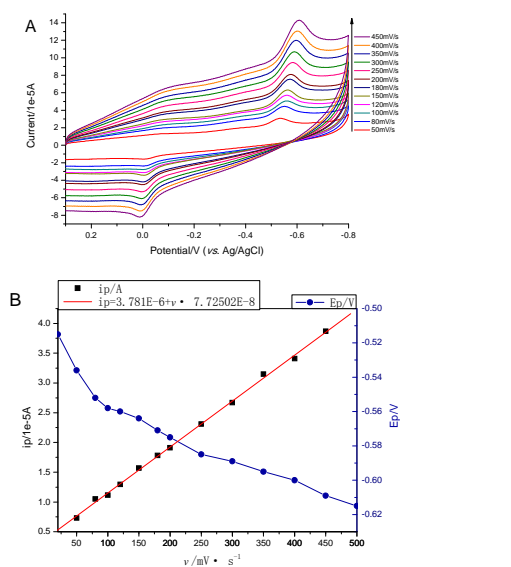 A
Current/1e-5A
14
12
10
8
6
4
2
0
-2
-4
-6
-8
0.2 0.0 -0.2 -0.4 -0.6 -0.8
Potential/V (vs. Ag/AgCl)
450mV/s
400mV/s
350mV/s
300mV/s
250mV/s
200mV/s
180mV/s
150mV/s
120mV/s
100mV/s
80mV/s
50mV/s
B
ip/A
ip=3.781E-6+v• 7.72502E-8
Ep/V
ip/1e-5A
4.0
3.5
3.0
2.5
2.0
1.5
1.0
0.5
50 100 150 200 250 300 350 400 450 500
v/mV• s⁻¹
-0.50
-0.52
-0.54
-0.56
-0.58
-0.60
-0.62
Ep/V